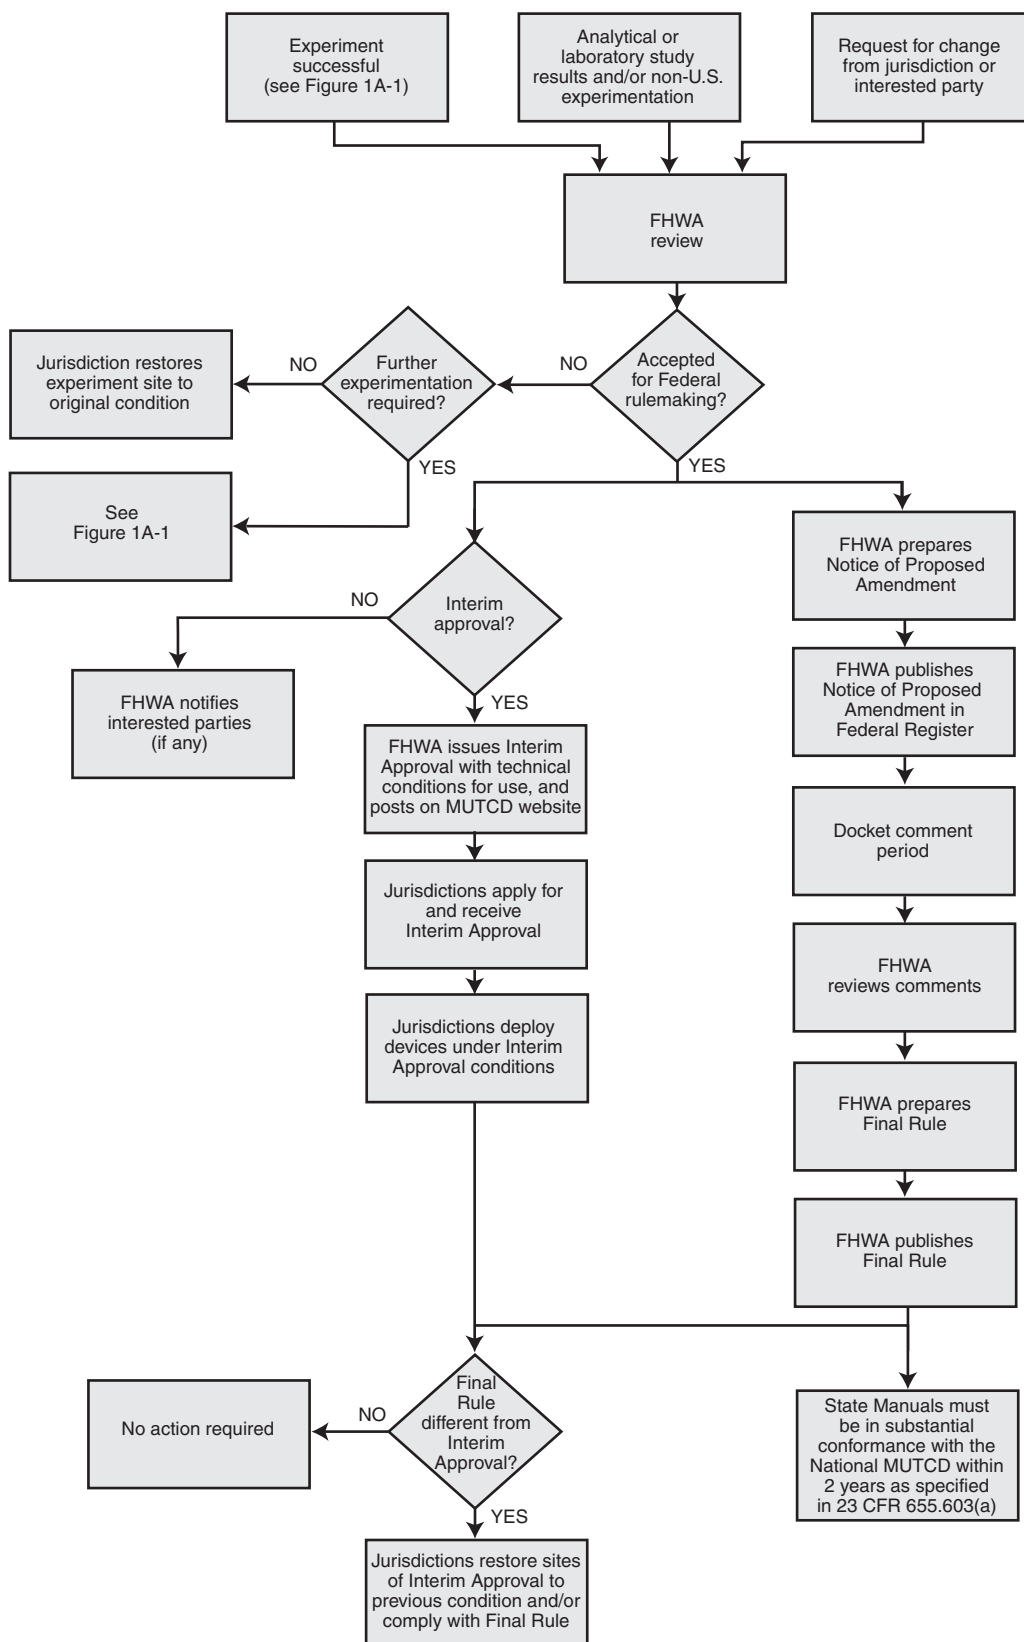 Experiment
successful
(see Figure 1A-1)
Analytical or
laboratory study
results and/or non-U.S.
experimentation
Request for change
from jurisdiction or
interested party
FHWA
review
Jurisdiction restores
experiment site to
original condition
NO
Further
experimentation
required?
NO
Accepted
for Federal
rulemaking?
YES
YES
See
Figure 1A-1
FHWA prepares
Notice of Proposed
Amendment
NO
Interim
approval?
FHWA notifies
interested parties
(if any)
YES
FHWA publishes
Notice of Proposed
Amendment in
Federal Register
FHWA issues Interim
Approval with technical
conditions for use, and
posts on MUTCD website
Docket comment
period
Jurisdictions apply for
and receive
Interim Approval
FHWA
reviews comments
Jurisdictions deploy
devices under Interim
Approval conditions
FHWA prepares
Final Rule
FHWA publishes
Final Rule
No action required
NO
Final
Rule
different from
Interim
Approval?
State Manuals must
be in substantial
conformance with the
National MUTCD within
2 years as specified
in 23 CFR 655.603(a)
YES
Jurisdictions restore sites
of Interim Approval to
previous condition and/or
comply with Final Rule